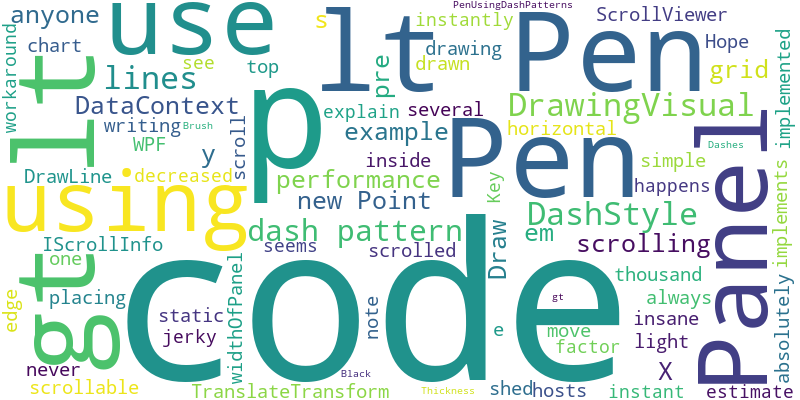 PenUsingDashPatterns
anyone
use
s
instantly
ScrollViewer
workaround
chart
lt
Pen
Hope
drawing
see
top
drawn
grid
implemented
lt
lines
pre
DataContext
p
explain
several
DrawingVisual
writing
Brush
scroll
example
Pen
horizontal
WPF
y
inside
Dashes
simple
DrawLine
decreased
performance
Key
happens
Panel
using
new Point
DashStyle
implements
dash pattern
Draw
em
IScrollInfo
seems
scrolled
scrolling
gt
one
code
thousand
edge
placing
widthOfPanel
always
absolutely
static
note
gt
insane
jerky
e
move
light
factor
never
Black
X
scrollable
TranslateTransform
Thickness
shed
hosts
instant
estimate